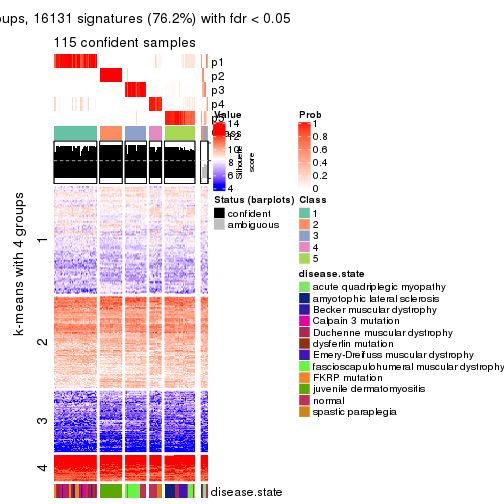 oups, 16131 signatures (76.2%) with fdr < 0.05
115 confident samples
p1
p2
p3
p4
p5
Value
14
12
10
8
6
4
Class
Silhouette
score
Prob
1
0.8
0.6
0.4
0.2
0
Status (barplots)
confident
ambiguous
Class
1
2
3
4
5
disease.state
acute quadriplegic myopathy
amyotophic lateral sclerosis
Becker muscular dystrophy
Calpain 3 mutation
Duchenne muscular dystrophy
dysferlin mutation
Emery-Dreifuss muscular dystrophy
fascioscapulohumeral muscular dystrophy
FKRP mutation
juvenile dermatomyositis
normal
spastic paraplegia
k-means with 4 groups
1
2
3
4
disease.state